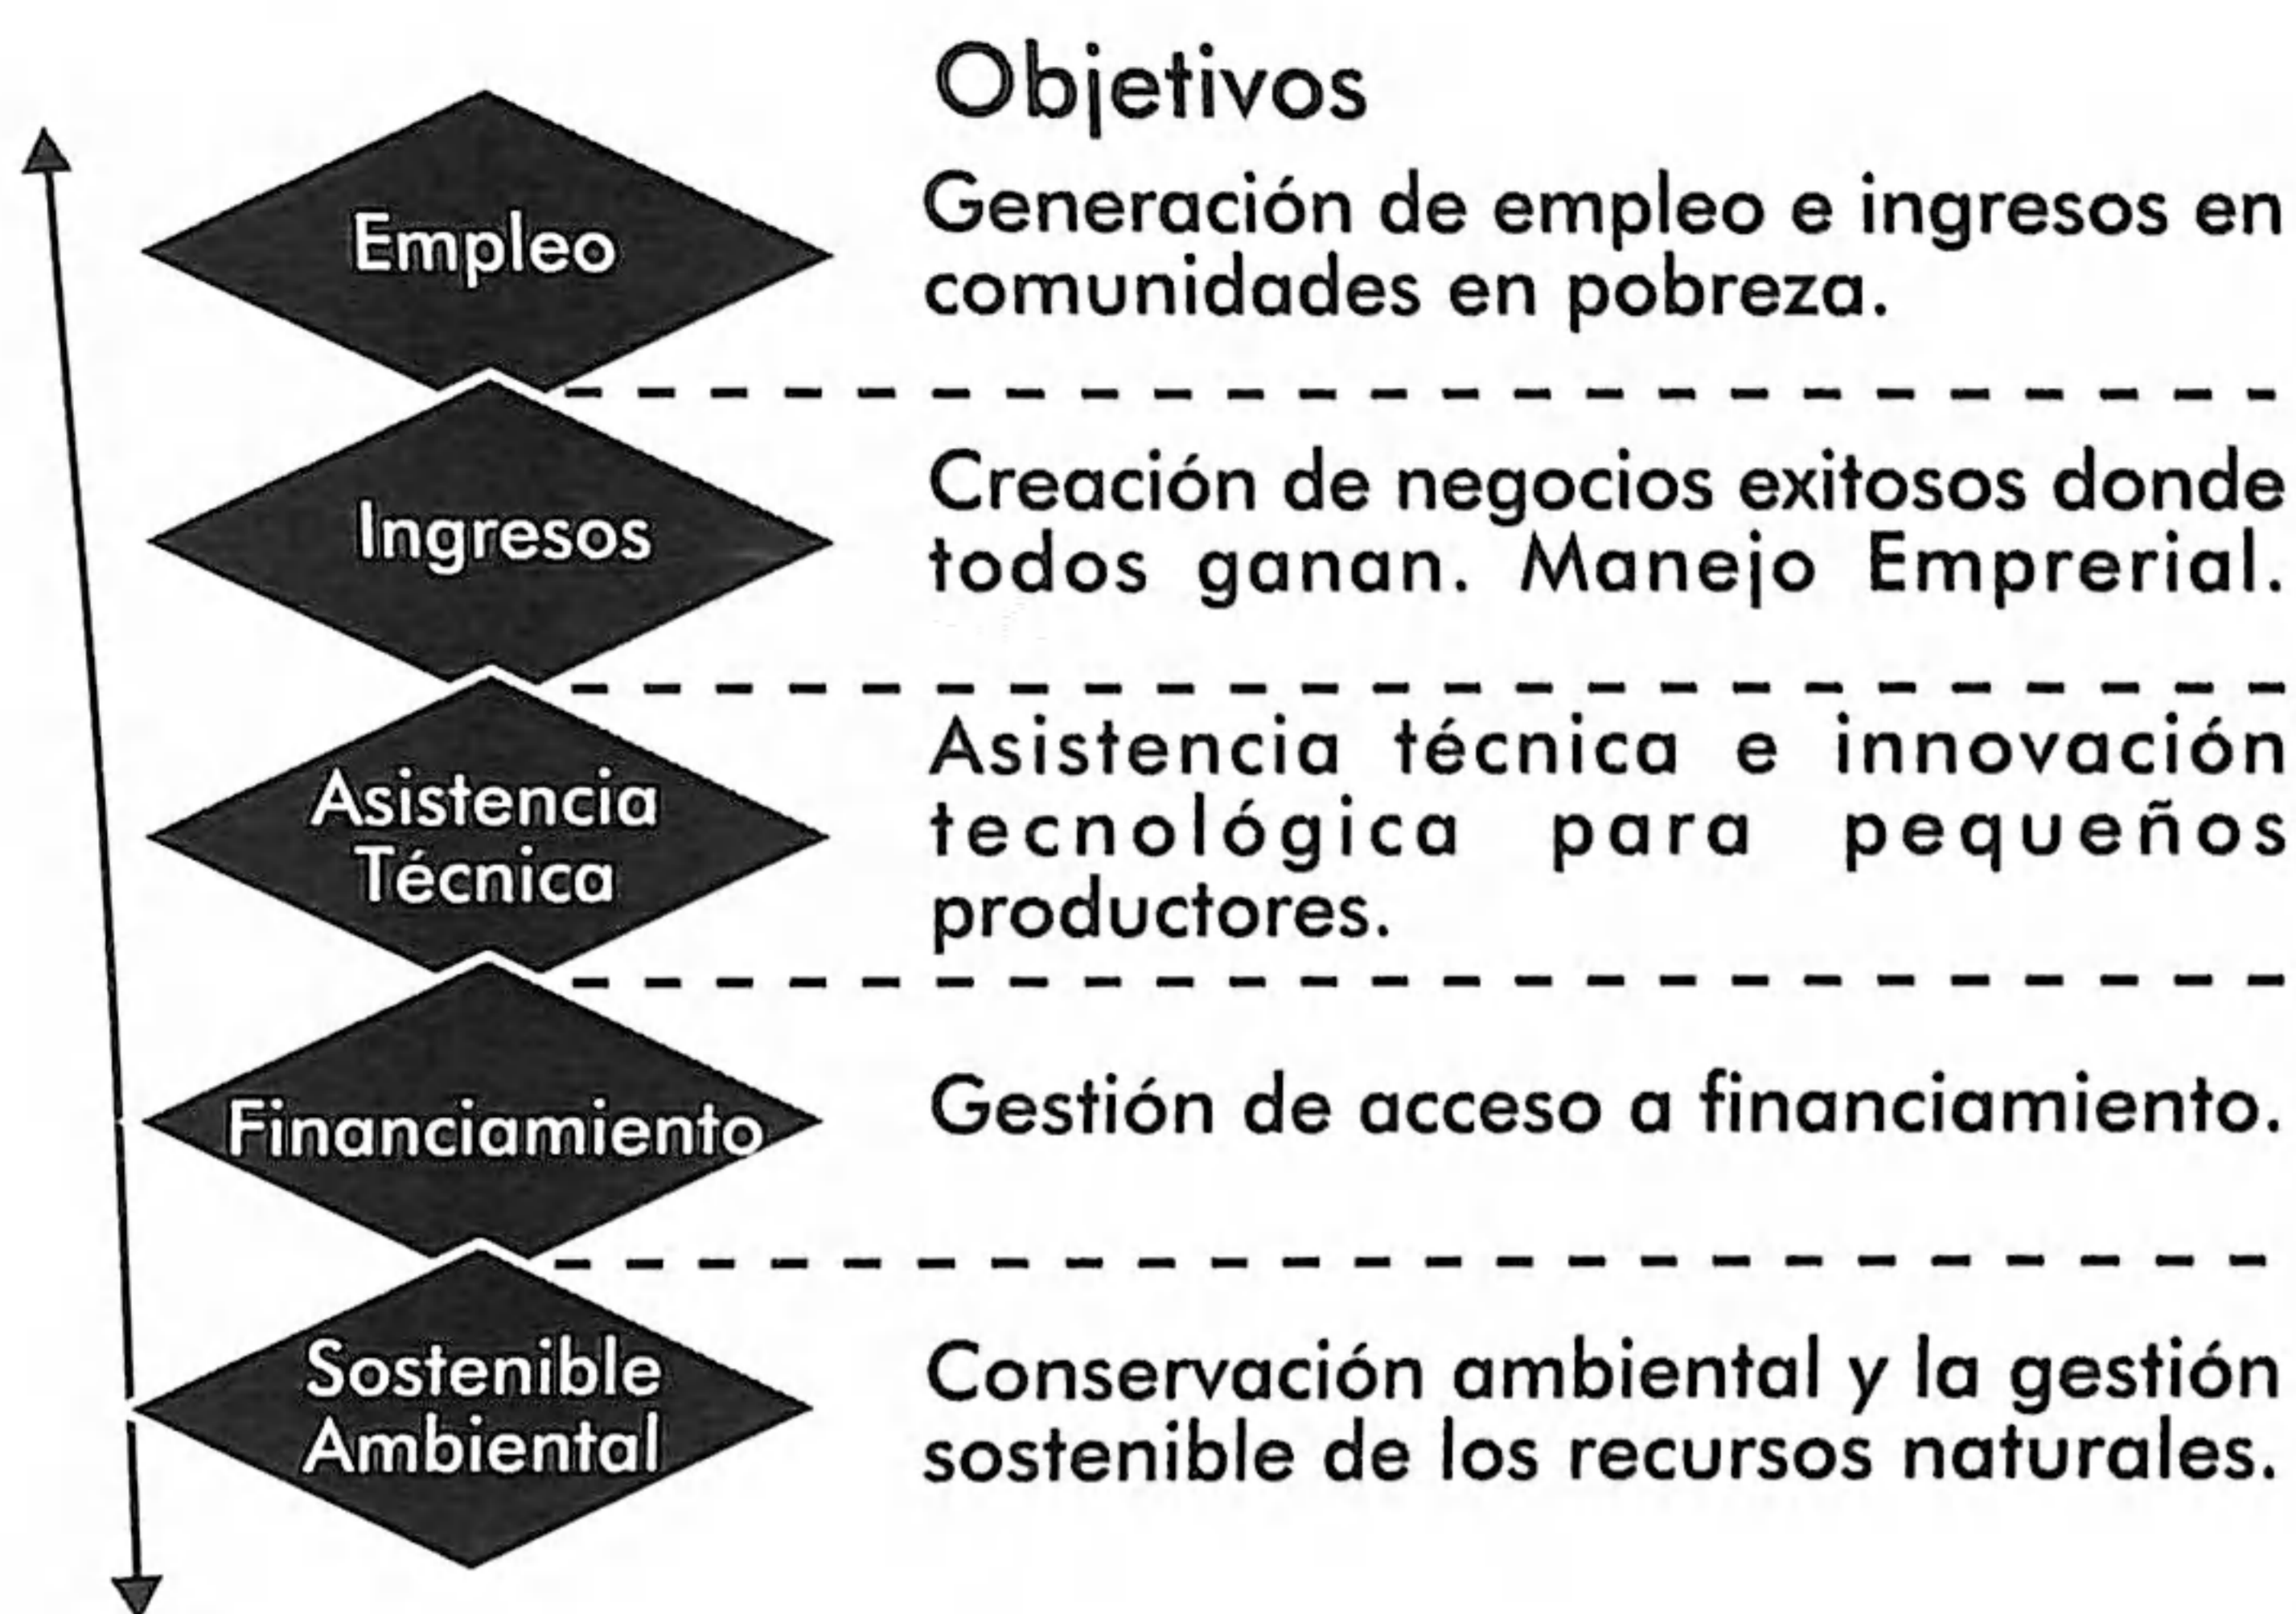 Objetivos
Empleo
Generación de empleo e ingresos en
comunidades en pobreza.
Ingresos
Creación de negocios exitosos donde
todos ganan. Manejo Emprerial.
Asistencia
Técnica
Asistencia técnica e innovación
tecnológica para pequeños
productores.
Financiamiento
Gestión de acceso a financiamiento.
Sostenible
Ambiental
Conservación ambiental y la gestión
sostenible de los recursos naturales.